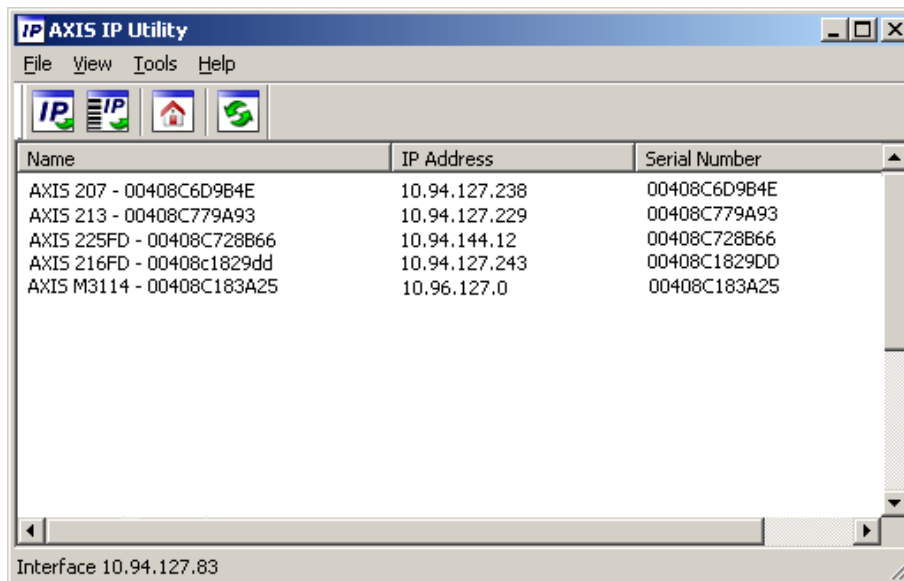 IP AXIS IP Utility
File View Tools Help
IP IP
Name IP Address Serial Number
AXIS 207 - 00408C6D9B4E 10.94.127.238 00408C6D9B4E
AXIS 213 - 00408C779A93 10.94.127.229 00408C779A93
AXIS 225FD - 00408C728B66 10.94.144.12 00408C728B66
AXIS 216FD - 00408c1829dd 10.94.127.243 00408C1829DD
AXIS M3114 - 00408C183A25 10.96.127.0 00408C183A25
Interface 10.94.127.83